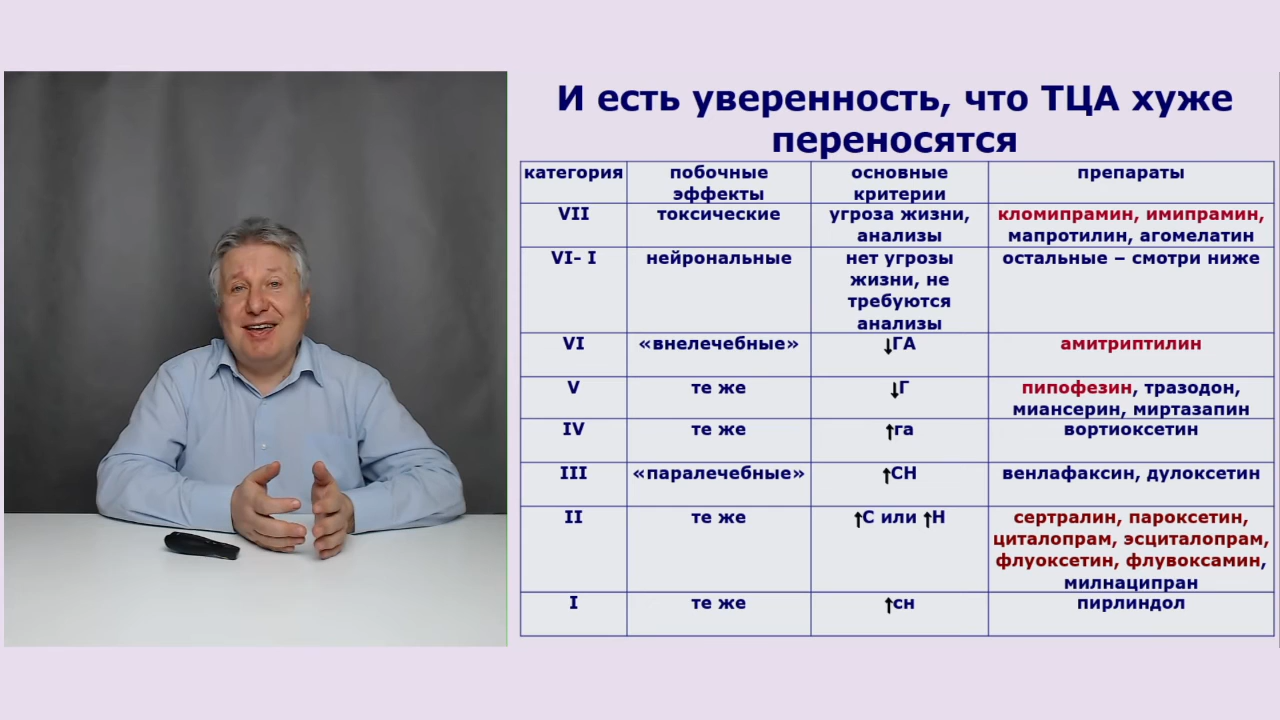 И есть уверенность, что ТЦА хуже
переносятся
категория побочные эффекты основные критерии препараты
VII токсические угроза жизни, анализы кломипрамин, имипрамин, мапротилин, агомелатин
VI- I нейрональные нет угрозы жизни, не требуются анализы остальные – смотри ниже
VI «внелечебные» ↓ГА амитриптилин
V те же ↓Г пипофезин, тразодон, миансерин, миртазапин
IV те же ↑га вортиоксетин
III «паралечебные» ↑СН венлафаксин, дулоксетин
II те же ↑С или ↑Н сертралин, пароксетин, циталопрам, эсциталопрам, флуоксетин, флувоксамин, милнаципран
I те же ↑сн пирлиндол